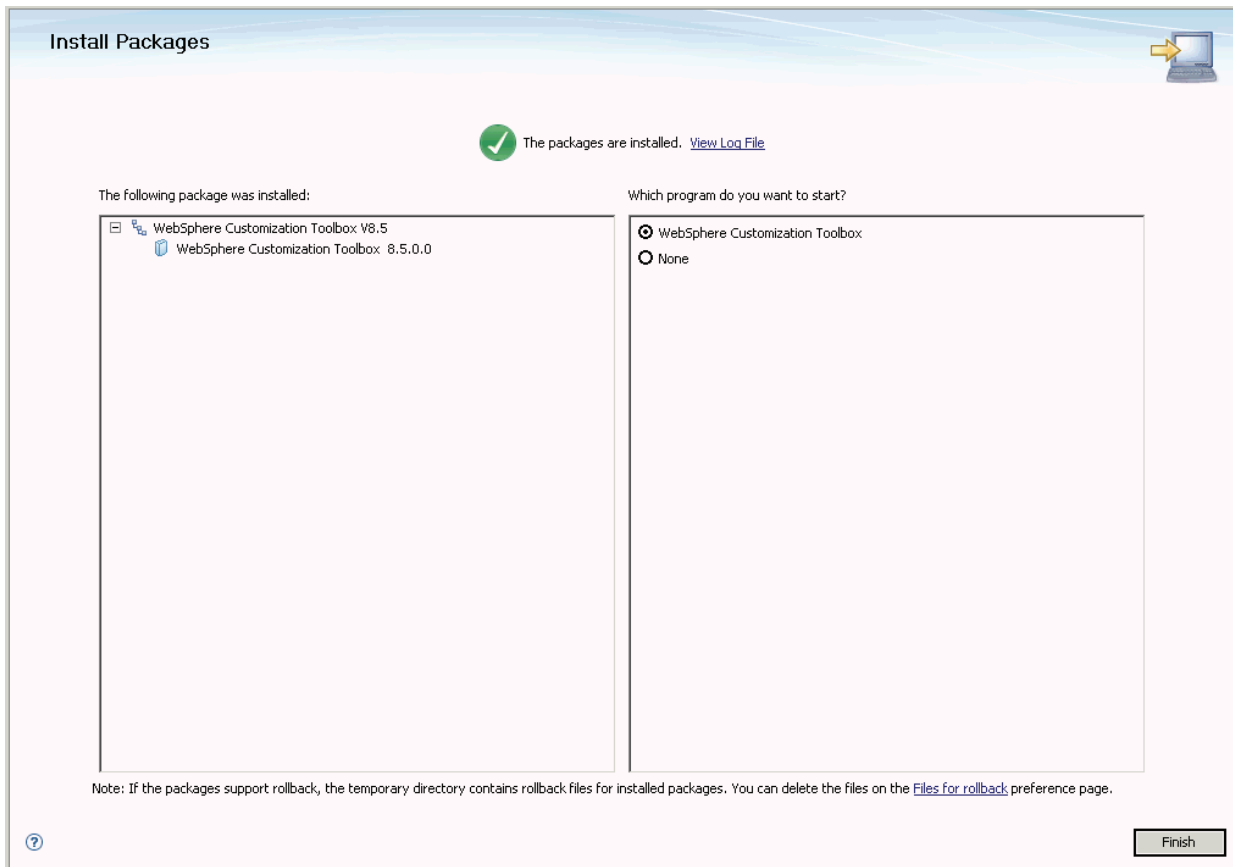 Install Packages
The packages are installed. View Log File
The following package was installed:
WebSphere Customization Toolbox V8.5
WebSphere Customization Toolbox 8.5.0.0
Which program do you want to start?
WebSphere Customization Toolbox
None
Note: If the packages support rollback, the temporary directory contains rollback files for installed packages. You can delete the files on the Files for rollback preference page.
?
Finish